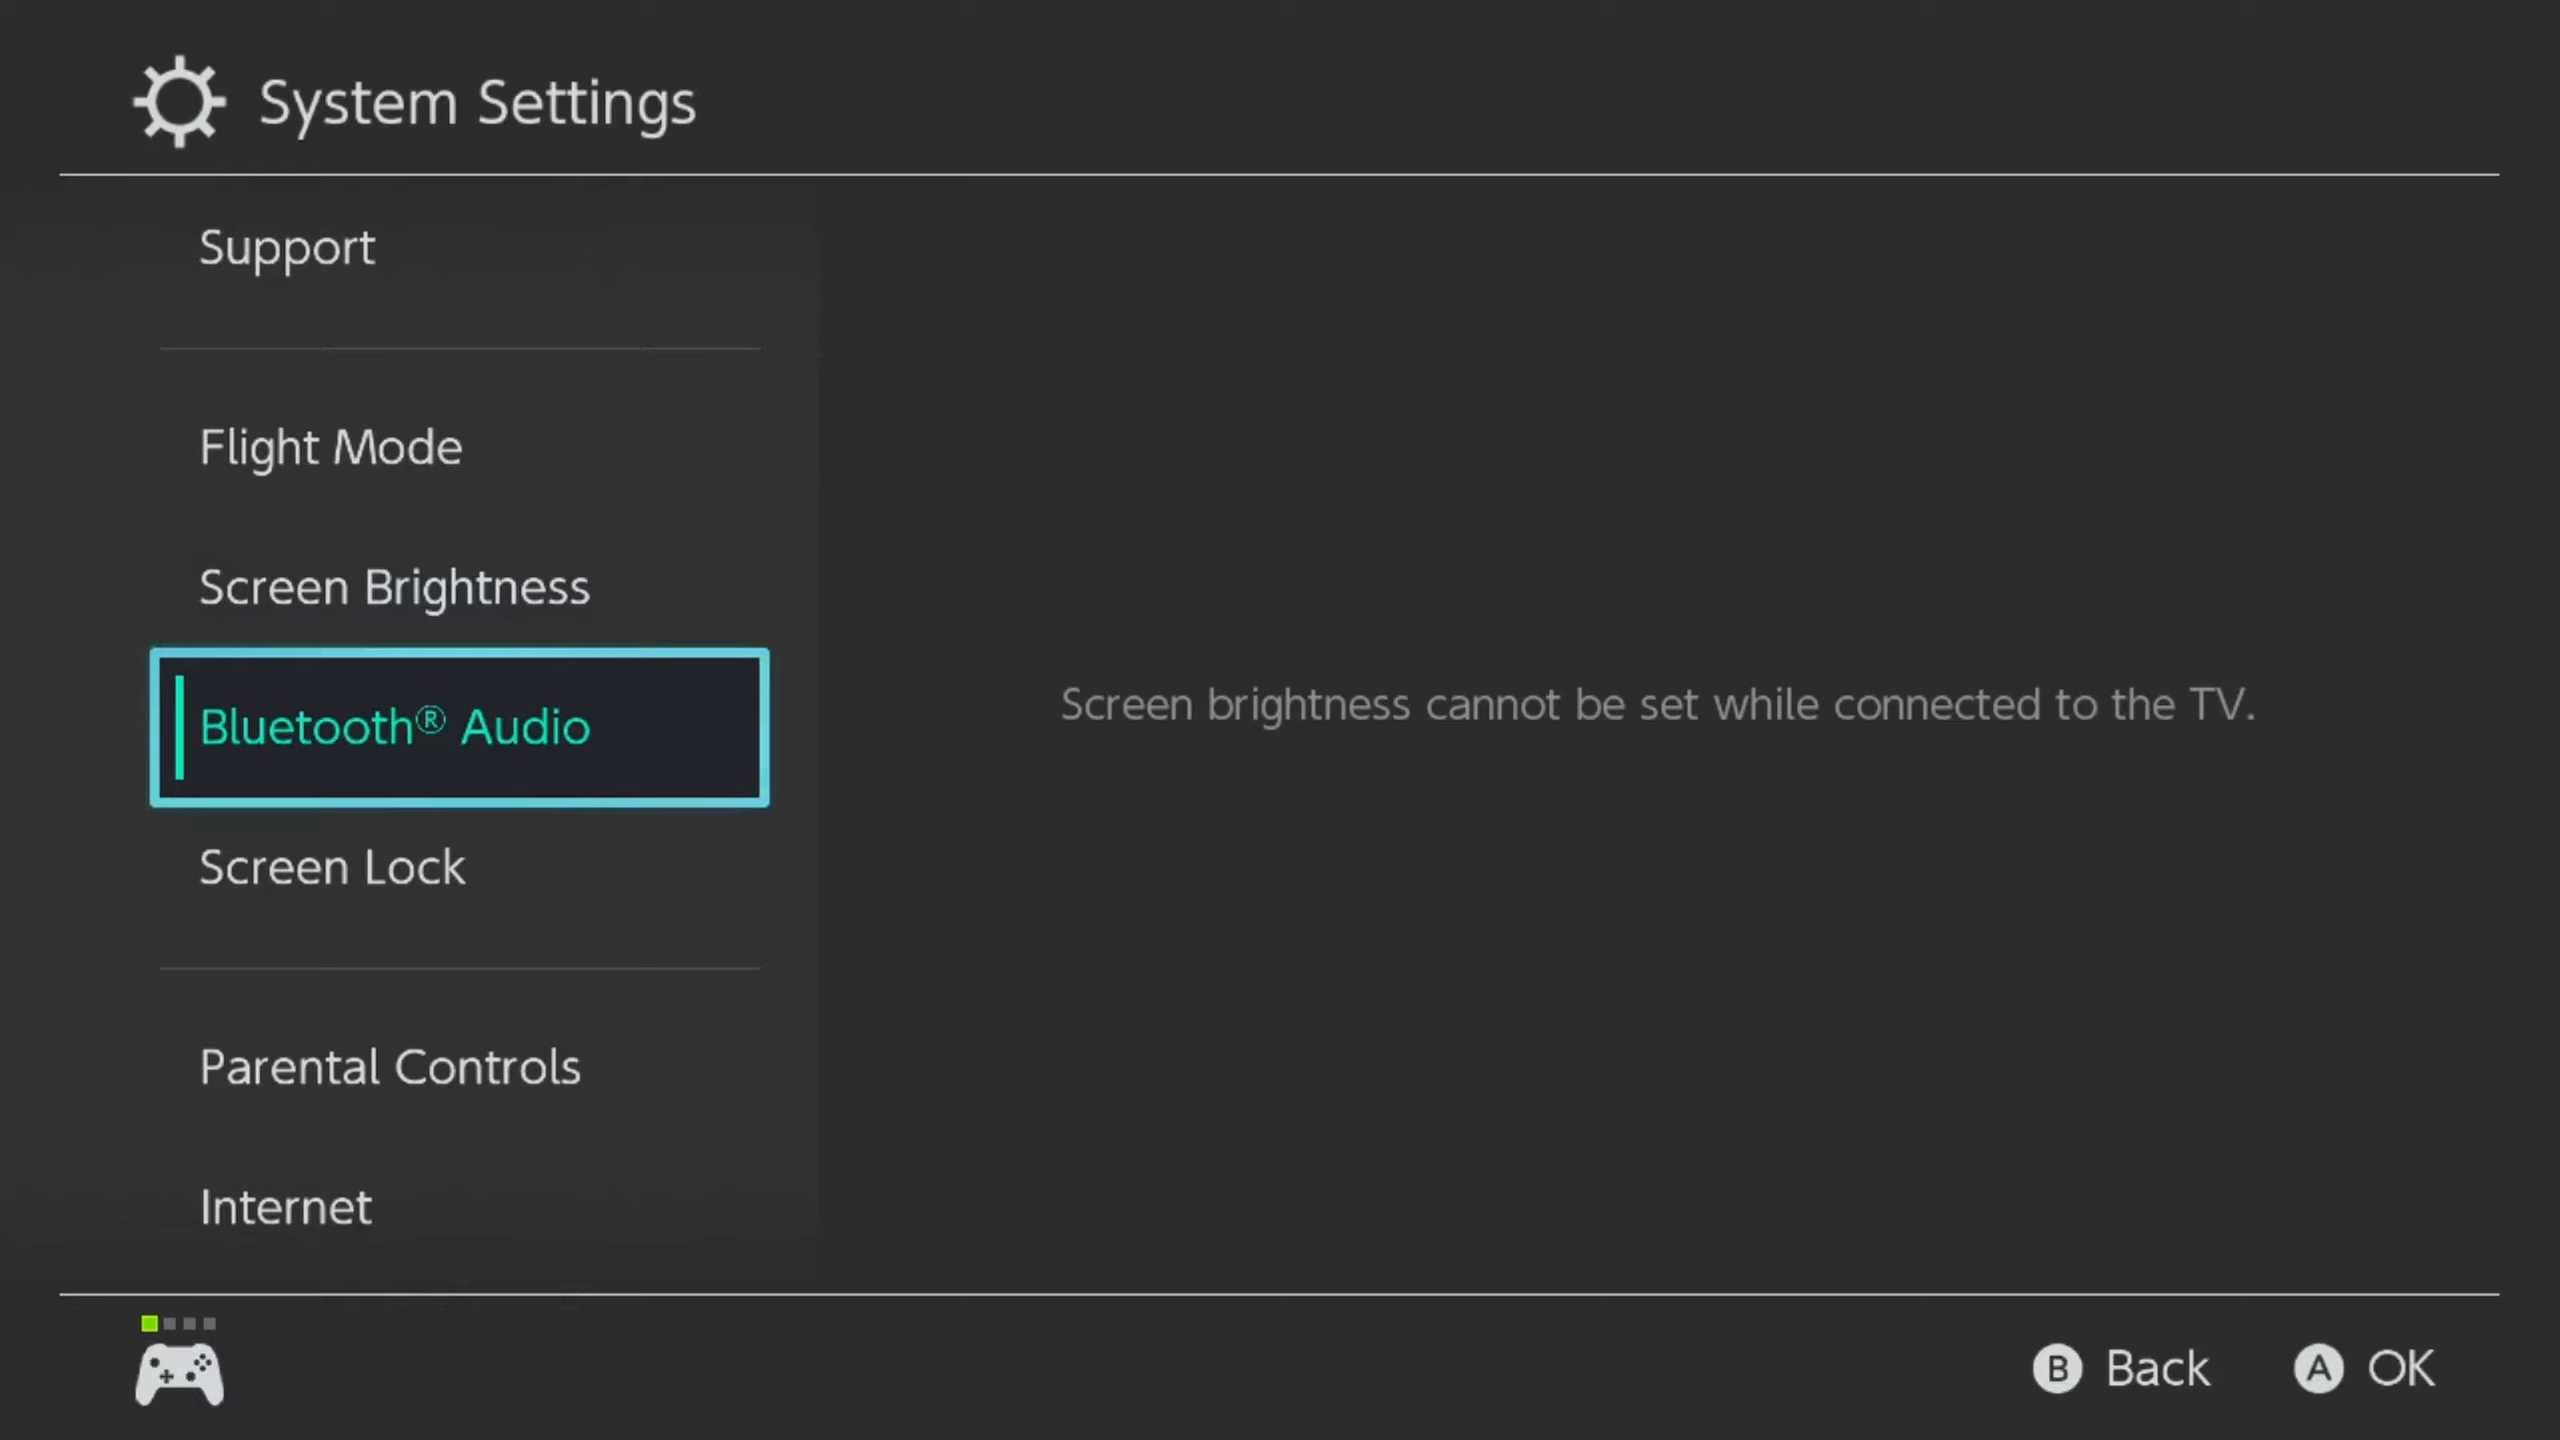 System Settings
Support
Flight Mode
Screen Brightness
Bluetooth® Audio
Screen Lock
Parental Controls
Internet
Screen brightness cannot be set while connected to the TV.
B Back A OK